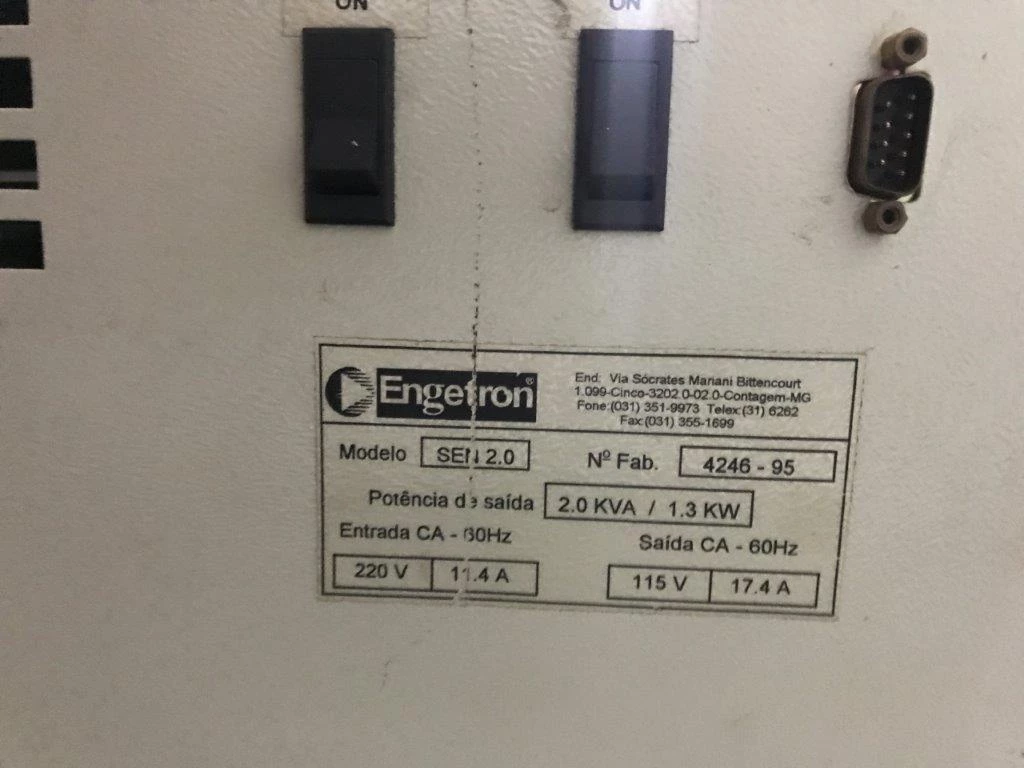 ON ON
Engetron®
End: Via Sócrates Mariani Bittencourt
1.099-Cinco-3202.0-02.0-Contagem-MG
Fone:(031) 351-9973 Telex:(31) 6262
Fax:(031) 355-1699
Modelo SEN 2.0 Nº Fab. 4246 - 95
Potência de saída 2.0 KVA / 1.3 KW
Entrada CA - 60Hz Saída CA - 60Hz
220 V 11.4 A 115 V 17.4 A